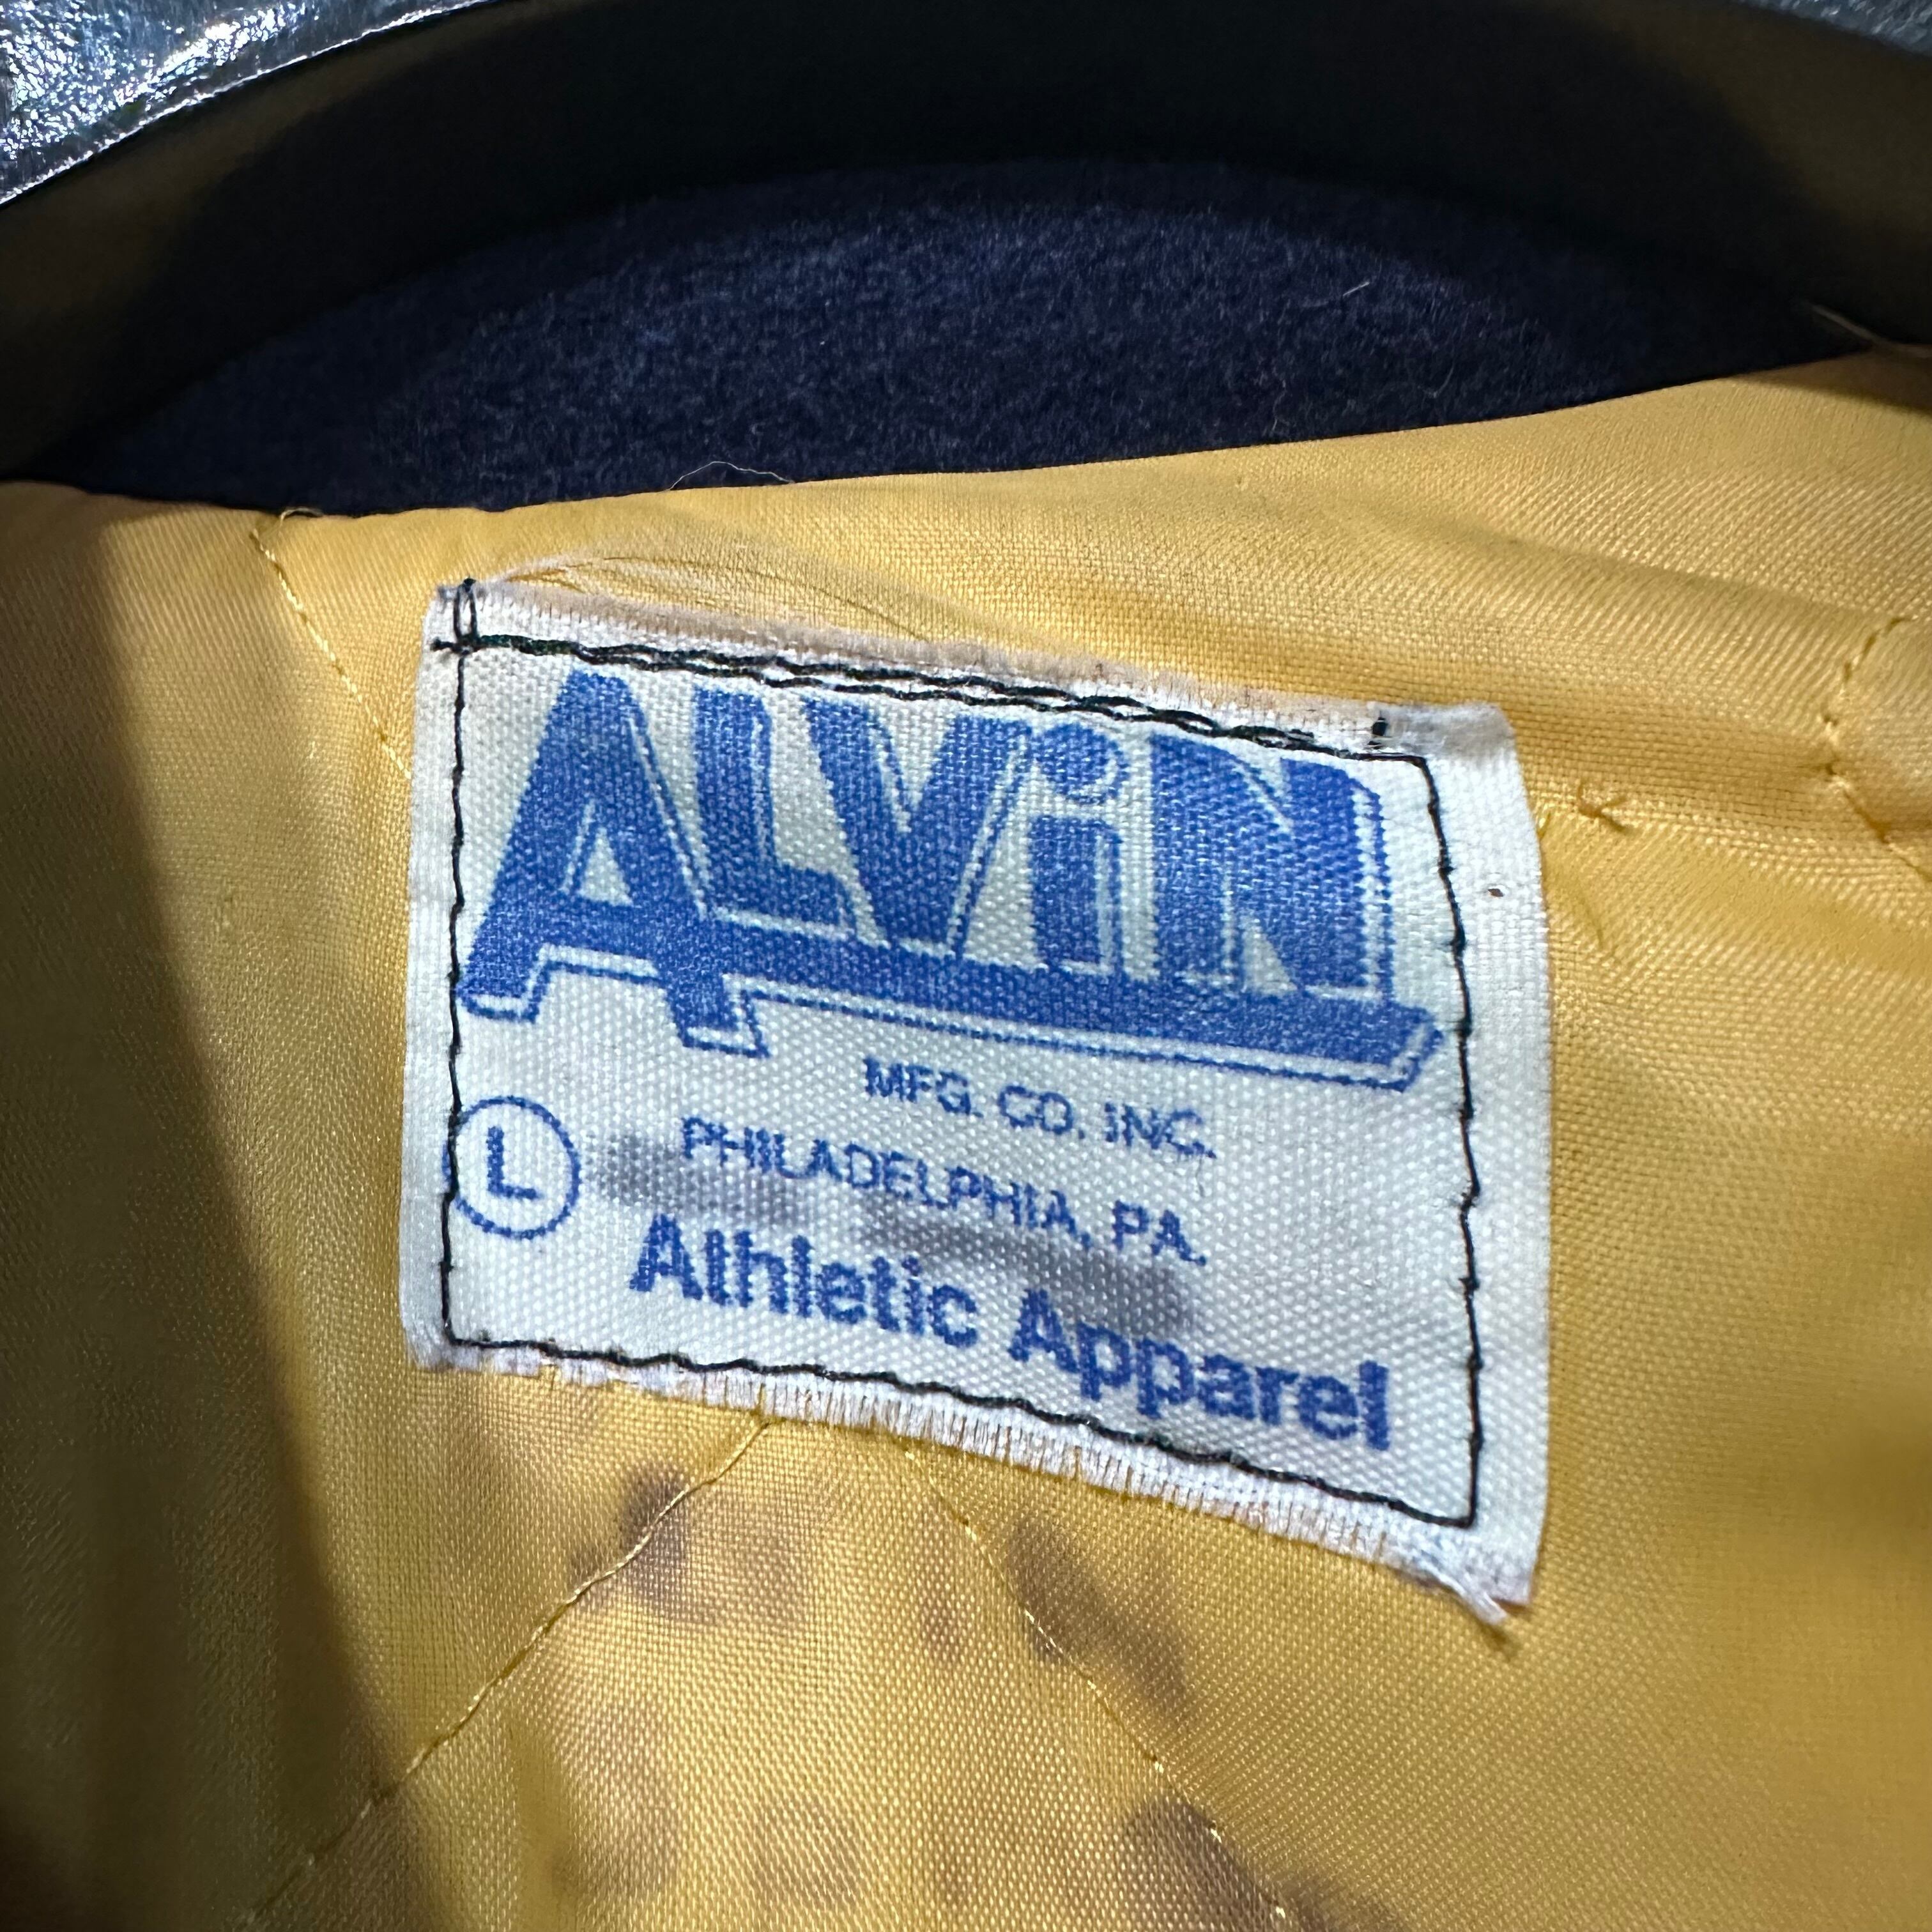 ALViN
MFG. CO. INC.
L
PHILADELPHIA, PA.
Athletic Apparel